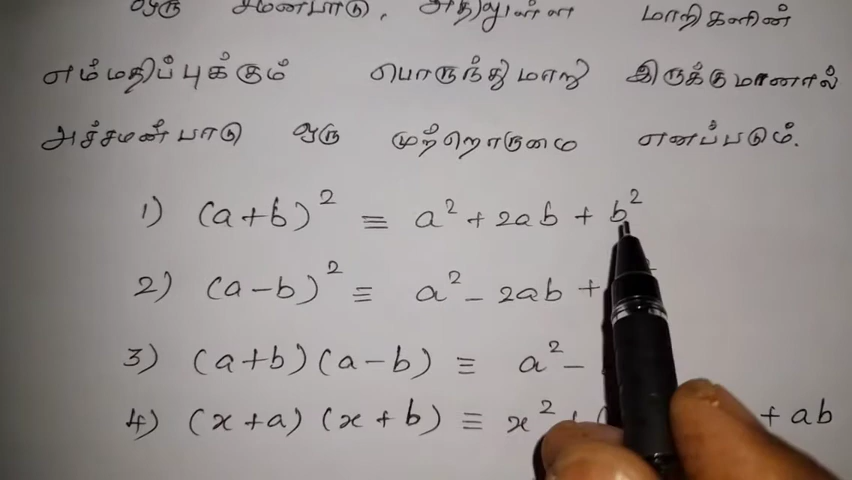 ஒரு சமன்பாடு, அதிலுள்ள மாறிகளின்
எம்மதிப்புக்கும் பொருந்துமாறு இருக்குமானால்
அச்சமன்பாடு ஒரு முற்றொருமை எனப்படும்.
1) (a+b)² ≡ a² + 2ab + b²
2) (a-b)² ≡ a² - 2ab +
3) (a+b)(a-b) ≡ a² -
4) (x+a) (x+b) ≡ x² + ( + ab